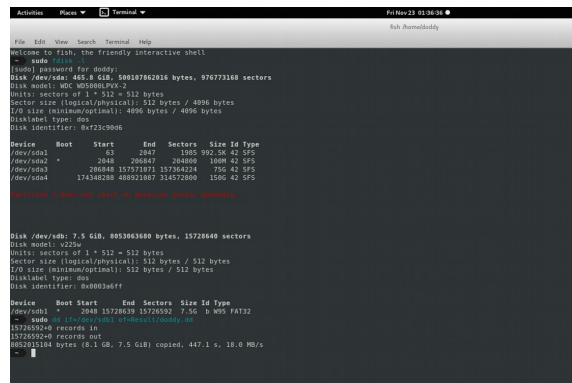 Activities Places Terminal Fri Nov 23 01:36:36
fish /home/doddy
File Edit View Search Terminal Help
Welcome to fish, the friendly interactive shell
~ sudo fdisk -l
[sudo] password for doddy:
Disk /dev/sda: 465.8 GiB, 500107862016 bytes, 976773168 sectors
Disk model: WDC WD5000LPVX-2
Units: sectors of 1 * 512 = 512 bytes
Sector size (logical/physical): 512 bytes / 4096 bytes
I/O size (minimum/optimal): 4096 bytes / 4096 bytes
Disklabel type: dos
Disk identifier: 0xf23c90d6
Device Boot Start End Sectors Size Id Type
/dev/sda1 63 2047 1985 992.5K 42 SFS
/dev/sda2 * 2048 206847 204800 100M 42 SFS
/dev/sda3 206848 157571071 157364224 75G 42 SFS
/dev/sda4 174348288 488921087 314572800 150G 42 SFS
Partition 1 does not start on physical sector boundary.
Disk /dev/sdb: 7.5 GiB, 8053063680 bytes, 15728640 sectors
Disk model: v225w
Units: sectors of 1 * 512 = 512 bytes
Sector size (logical/physical): 512 bytes / 512 bytes
I/O size (minimum/optimal): 512 bytes / 512 bytes
Disklabel type: dos
Disk identifier: 0x0003a6ff
Device Boot Start End Sectors Size Id Type
/dev/sdb1 * 2048 15728639 15726592 7.5G b W95 FAT32
~ sudo dd if=/dev/sdb1 of=Result/doddy.dd
15726592+0 records in
15726592+0 records out
8052015104 bytes (8.1 GB, 7.5 GiB) copied, 447.1 s, 18.0 MB/s
~